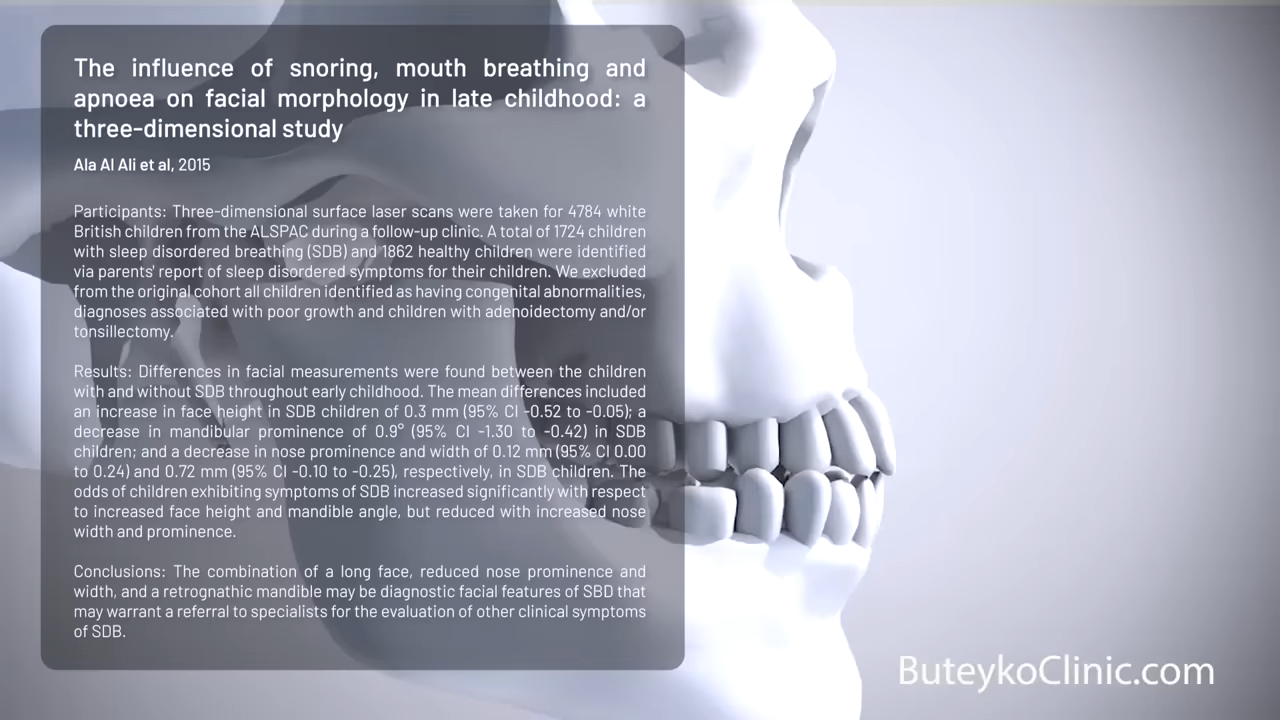 The influence of snoring, mouth breathing and
apnoea on facial morphology in late childhood: a
three-dimensional study
Ala Al Ali et al, 2015
Participants: Three-dimensional surface laser scans were taken for 4784 white
British children from the ALSPAC during a follow-up clinic. A total of 1724 children
with sleep disordered breathing (SDB) and 1862 healthy children were identified
via parents' report of sleep disordered symptoms for their children. We excluded
from the original cohort all children identified as having congenital abnormalities,
diagnoses associated with poor growth and children with adenoidectomy and/or
tonsillectomy.
Results: Differences in facial measurements were found between the children
with and without SDB throughout early childhood. The mean differences included
an increase in face height in SDB children of 0.3 mm (95% CI -0.52 to -0.05); a
decrease in mandibular prominence of 0.9° (95% CI -1.30 to -0.42) in SDB
children; and a decrease in nose prominence and width of 0.12 mm (95% CI 0.00
to 0.24) and 0.72 mm (95% CI -0.10 to -0.25), respectively, in SDB children. The
odds of children exhibiting symptoms of SDB increased significantly with respect
to increased face height and mandible angle, but reduced with increased nose
width and prominence.
Conclusions: The combination of a long face, reduced nose prominence and
width, and a retrognathic mandible may be diagnostic facial features of SBD that
may warrant a referral to specialists for the evaluation of other clinical symptoms
of SDB.
ButeykoClinic.com